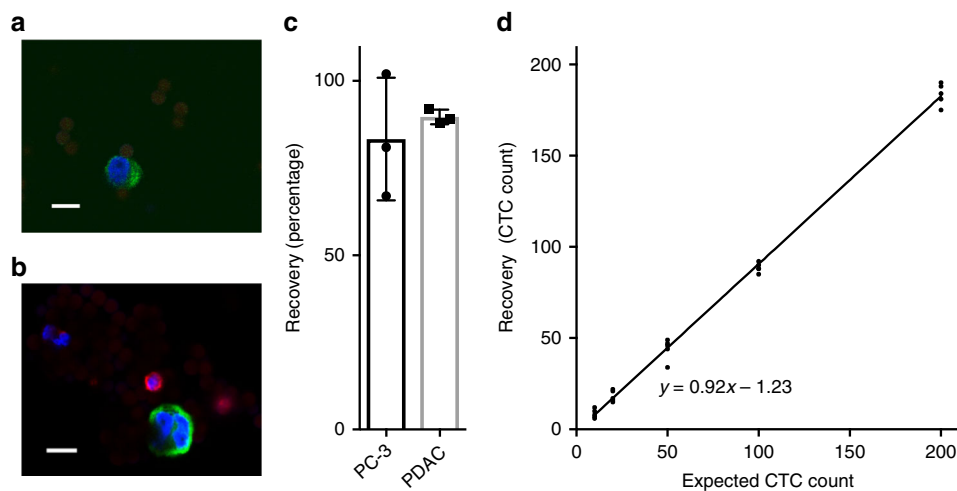 a
b
c
Recovery (percentage)
100
50
0
PC-3
PDAC
d
Recovery (CTC count)
200
150
100
50
0
y = 0.92x – 1.23
0
50
100
150
200
Expected CTC count